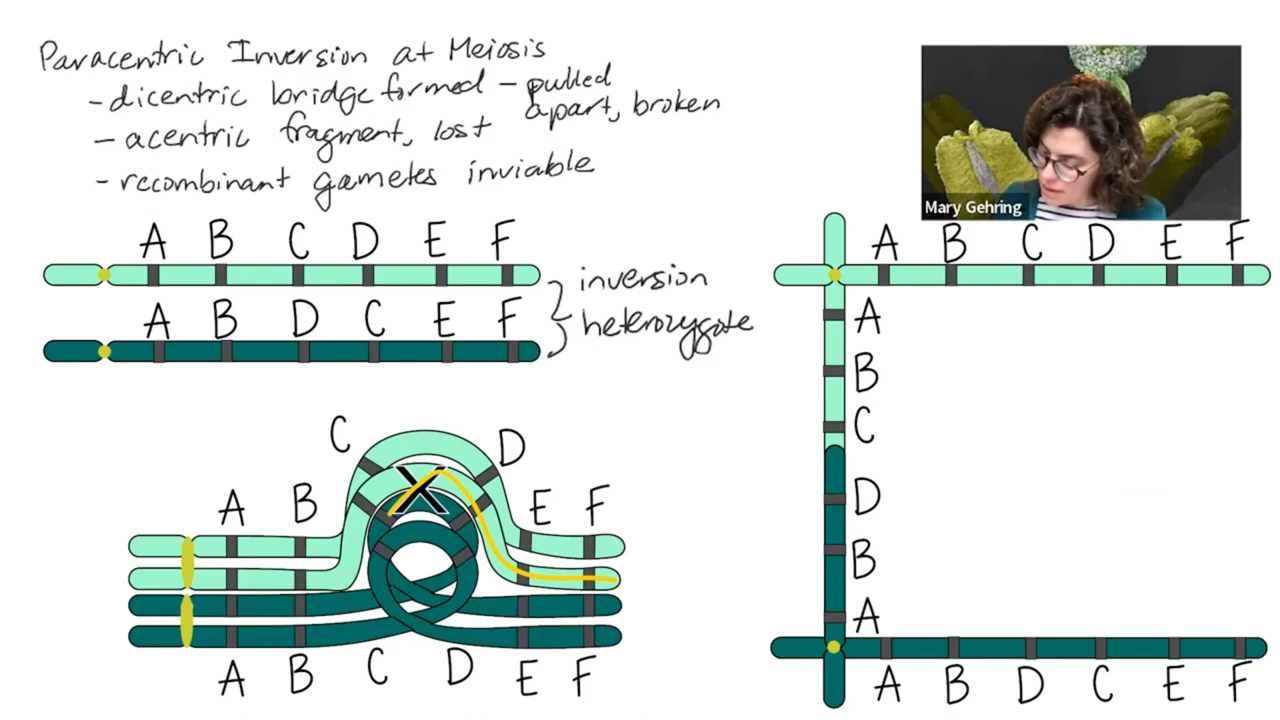 Paracentric Inversion at Meiosis
- dicentric bridge formed - pulled apart, broken
- acentric fragment, lost
- recombinant gametes inviable
Mary Gehring
A B C D E F
A B D C E F
inversion
heterozygote
C D
A B E F
A B C D E F
A B C D E F
A
B
C
D
B
A
A B D C E F